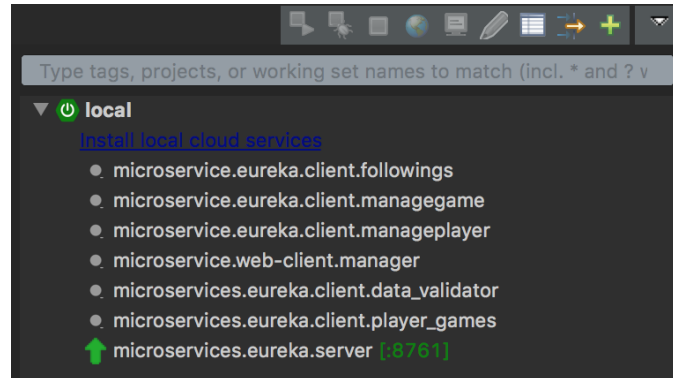 Type tags, projects, or working set names to match (incl. * and ? w
local
Install local cloud services
microservice.eureka.client.followings
microservice.eureka.client.managegame
microservice.eureka.client.manageplayer
microservice.web-client.manager
microservices.eureka.client.data_validator
microservices.eureka.client.player_games
microservices.eureka.server [:8761]